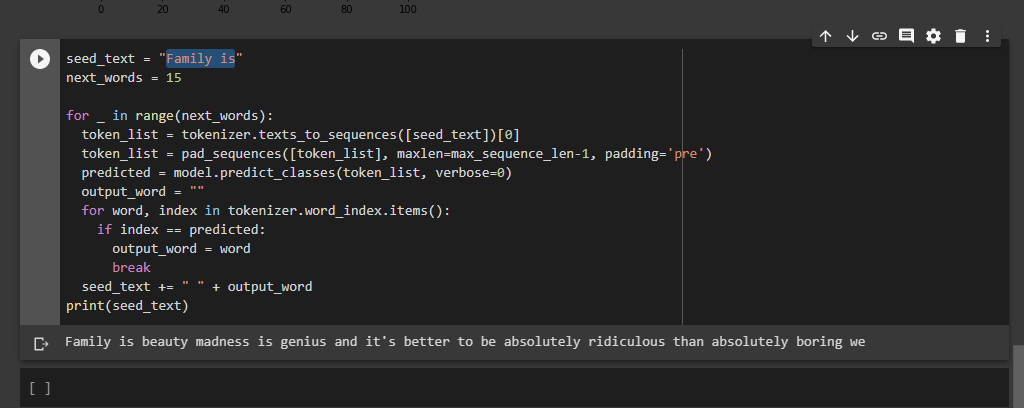 0 20 40 60 80 100
seed_text = "Family is"
next_words = 15
for _ in range(next_words):
  token_list = tokenizer.texts_to_sequences([seed_text])[0]
  token_list = pad_sequences([token_list], maxlen=max_sequence_len-1, padding='pre')
  predicted = model.predict_classes(token_list, verbose=0)
  output_word = ""
  for word, index in tokenizer.word_index.items():
    if index == predicted:
      output_word = word
      break
  seed_text += " " + output_word
print(seed_text)
Family is beauty madness is genius and it's better to be absolutely ridiculous than absolutely boring we
[ ]